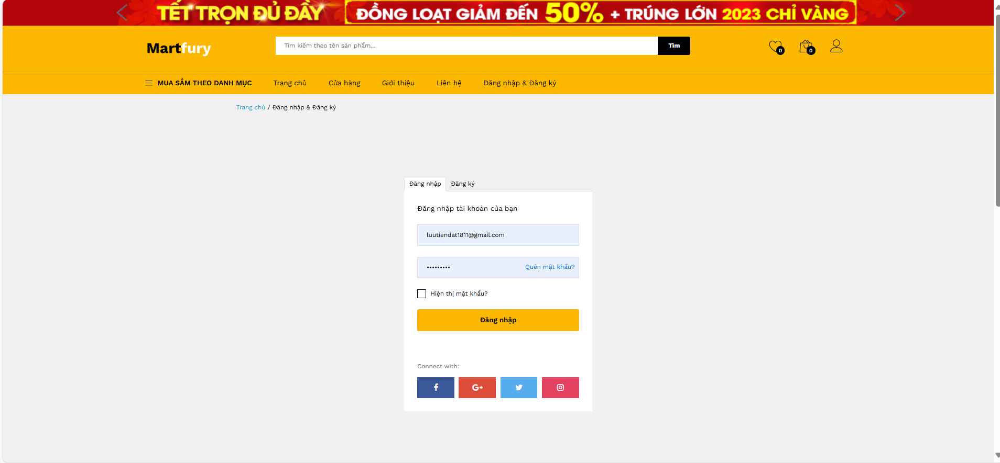 TẾT TRỌN ĐỦ ĐẦY ĐỒNG LOẠT GIẢM ĐẾN 50% + TRÚNG LỚN 2023 CHỈ VÀNG
Martfury
Tìm kiếm theo tên sản phẩm...
Tìm
0
0
MUA SẮM THEO DANH MỤC
Trang chủ
Cửa hàng
Giới thiệu
Liên hệ
Đăng nhập & Đăng ký
Trang chủ / Đăng nhập & Đăng ký
Đăng nhập
Đăng ký
Đăng nhập tài khoản của bạn
luutiendat1811@gmail.com
•••••••••
Quên mật khẩu?
Hiện thị mật khẩu?
Đăng nhập
Connect with: